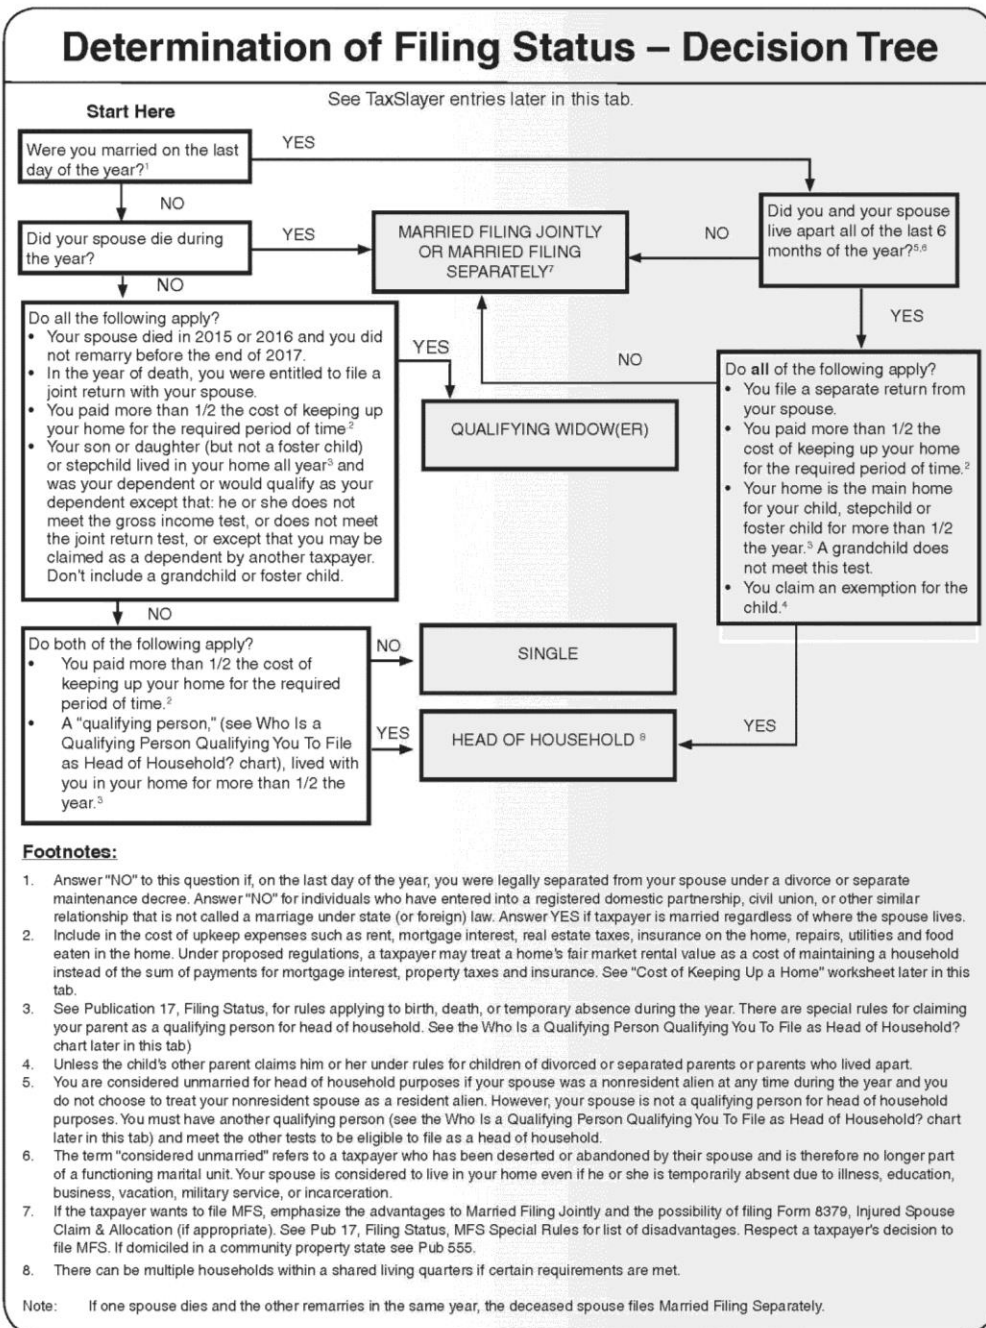 Determination of Filing Status – Decision Tree
See TaxSlayer entries later in this tab.
Start Here
Were you married on the last
day of the year?1
YES
NO
Did your spouse die during
the year?
YES
MARRIED FILING JOINTLY
OR MARRIED FILING
SEPARATELY7
NO
Did you and your spouse
live apart all of the last 6
months of the year?5,6
NO
YES
Do all the following apply?
• Your spouse died in 2015 or 2016 and you did
not remarry before the end of 2017.
• In the year of death, you were entitled to file a
joint return with your spouse.
• You paid more than 1/2 the cost of keeping up
your home for the required period of time 2
• Your son or daughter (but not a foster child)
or stepchild lived in your home all year3 and
was your dependent or would qualify as your
dependent except that: he or she does not
meet the gross income test, or does not meet
the joint return test, or except that you may be
claimed as a dependent by another taxpayer.
Don't include a grandchild or foster child.
YES
QUALIFYING WIDOW(ER)
NO
Do all of the following apply?
• You file a separate return from
your spouse.
• You paid more than 1/2 the
cost of keeping up your home
for the required period of time.2
• Your home is the main home
for your child, stepchild or
foster child for more than 1/2
the year.3 A grandchild does
not meet this test.
• You claim an exemption for the
child.4
NO
Do both of the following apply?
• You paid more than 1/2 the cost of
keeping up your home for the required
period of time.2
• A "qualifying person," (see Who Is a
Qualifying Person Qualifying You To File
as Head of Household? chart), lived with
you in your home for more than 1/2 the
year.3
NO
SINGLE
YES
HEAD OF HOUSEHOLD 8
YES
Footnotes:
1. Answer "NO" to this question if, on the last day of the year, you were legally separated from your spouse under a divorce or separate
maintenance decree. Answer "NO" for individuals who have entered into a registered domestic partnership, civil union, or other similar
relationship that is not called a marriage under state (or foreign) law. Answer YES if taxpayer is married regardless of where the spouse lives.
2. Include in the cost of upkeep expenses such as rent, mortgage interest, real estate taxes, insurance on the home, repairs, utilities and food
eaten in the home. Under proposed regulations, a taxpayer may treat a home's fair market rental value as a cost of maintaining a household
instead of the sum of payments for mortgage interest, property taxes and insurance. See "Cost of Keeping Up a Home" worksheet later in this
tab.
3. See Publication 17, Filing Status, for rules applying to birth, death, or temporary absence during the year. There are special rules for claiming
your parent as a qualifying person for head of household. See the Who Is a Qualifying Person Qualifying You To File as Head of Household?
chart later in this tab)
4. Unless the child's other parent claims him or her under rules for children of divorced or separated parents or parents who lived apart.
5. You are considered unmarried for head of household purposes if your spouse was a nonresident alien at any time during the year and you
do not choose to treat your nonresident spouse as a resident alien. However, your spouse is not a qualifying person for head of household
purposes. You must have another qualifying person (see the Who Is a Qualifying Person Qualifying You To File as Head of Household? chart
later in this tab) and meet the other tests to be eligible to file as a head of household.
6. The term "considered unmarried" refers to a taxpayer who has been deserted or abandoned by their spouse and is therefore no longer part
of a functioning marital unit. Your spouse is considered to live in your home even if he or she is temporarily absent due to illness, education,
business, vacation, military service, or incarceration.
7. If the taxpayer wants to file MFS, emphasize the advantages to Married Filing Jointly and the possibility of filing Form 8379, Injured Spouse
Claim & Allocation (if appropriate). See Pub 17, Filing Status, MFS Special Rules for list of disadvantages. Respect a taxpayer's decision to
file MFS. If domiciled in a community property state see Pub 555.
8. There can be multiple households within a shared living quarters if certain requirements are met.
Note: If one spouse dies and the other remarries in the same year, the deceased spouse files Married Filing Separately.